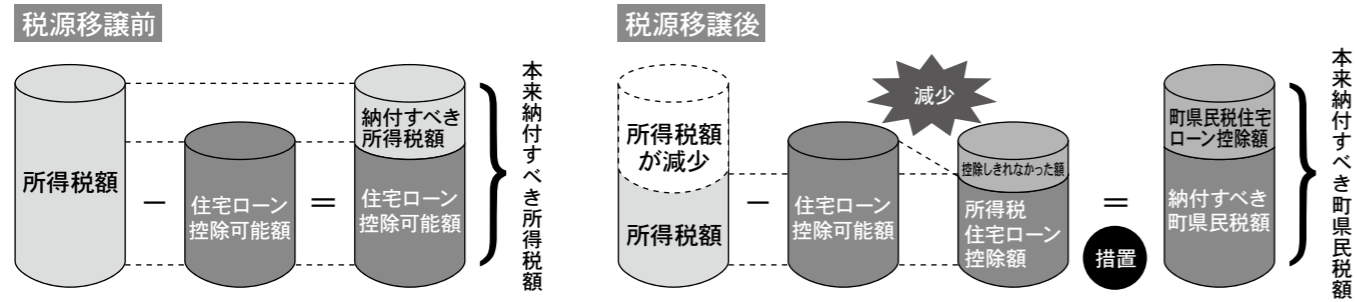 税源移譲前
所得税額
−
住宅ローン
控除可能額
=
納付すべき
所得税額
住宅ローン
控除可能額
本来納付すべき所得税額
税源移譲後
所得税額
が減少
所得税額
−
住宅ローン
控除可能額
減少
控除しきれなかった額
所得税
住宅ローン
控除額
=
措置
町県民税住宅
ローン控除額
納付すべき
町県民税額
本来納付すべき町県民税額